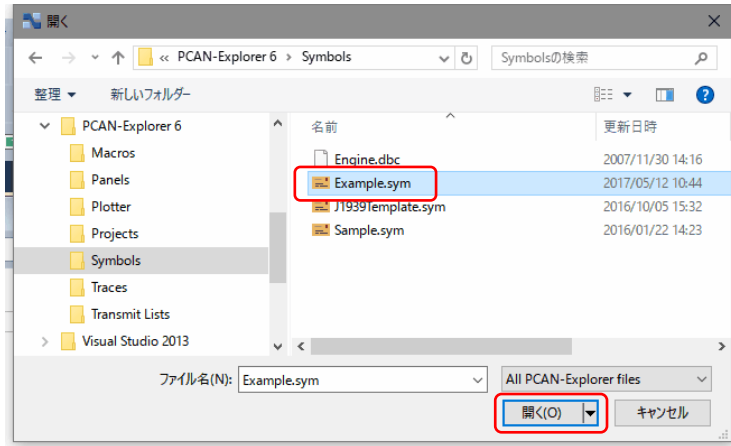 開く
« PCAN-Explorer 6 › Symbols
Symbolsの検索
整理
新しいフォルダー
PCAN-Explorer 6
Macros
Panels
Plotter
Projects
Symbols
Traces
Transmit Lists
Visual Studio 2013
名前 更新日時
Engine.dbc 2007/11/30 14:16
Example.sym 2017/05/12 10:44
J1939Template.sym 2016/10/05 15:32
Sample.sym 2016/01/22 14:23
ファイル名(N): Example.sym
All PCAN-Explorer files
開く(O) キャンセル